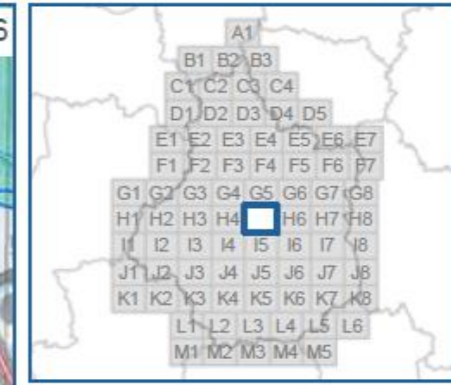 6
A1
B1 B2 B3
C1 C2 C3 C4
D1 D2 D3 D4 D5
E1 E2 E3 E4 E5 E6 E7
F1 F2 F3 F4 F5 F6 F7
G1 G2 G3 G4 G5 G6 G7 G8
H1 H2 H3 H4 H6 H7 H8
I1 I2 I3 I4 I5 I6 I7 I8
J1 J2 J3 J4 J5 J6 J7 J8
K1 K2 K3 K4 K5 K6 K7 K8
L1 L2 L3 L4 L5 L6
M1 M2 M3 M4 M5